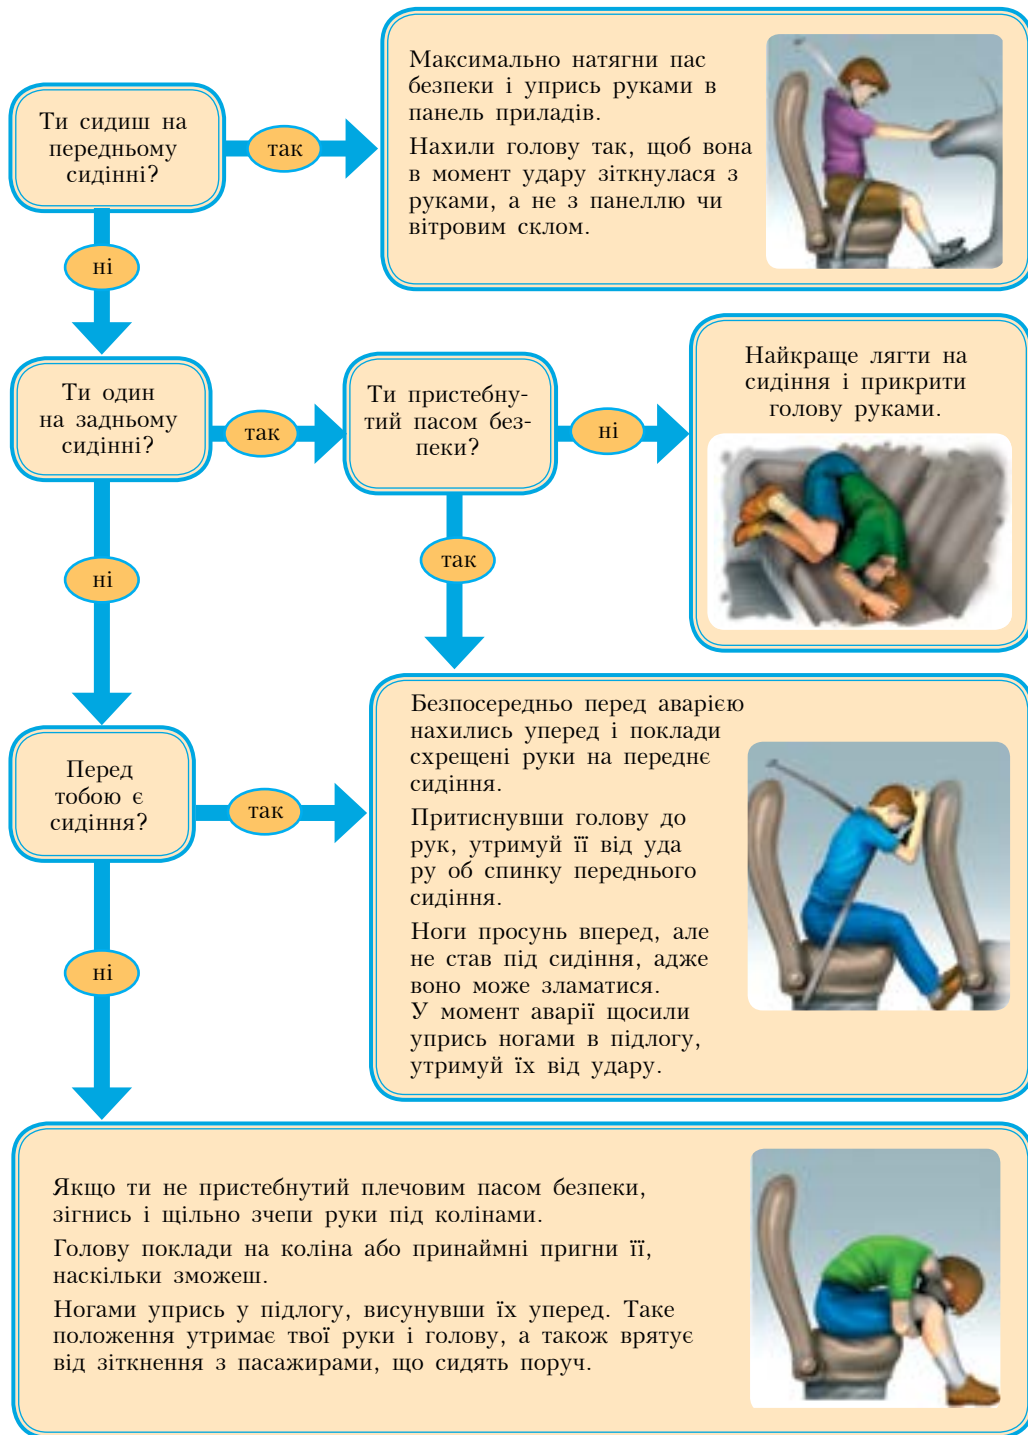 Ти сидиш на
передньому
сидінні?
так
Максимально натягни пас
безпеки і упрись руками в
панель приладів.
Нахили голову так, щоб вона
в момент удару зіткнулася з
руками, а не з панеллю чи
вітровим склом.
ні
Ти один
на задньому
сидінні?
так
Ти пристебну-
тий пасом без-
пеки?
ні
Найкраще лягти на
сидіння і прикрити
голову руками.
ні
так
Перед
тобою є
сидіння?
так
Безпосередньо перед аварією
нахились уперед і поклади
схрещені руки на переднє
сидіння.
Притиснувши голову до
рук, утримуй її від уда
ру об спинку переднього
сидіння.
Ноги просунь вперед, але
не став під сидіння, адже
воно може зламатися.
У момент аварії щосили
упрись ногами в підлогу,
утримуй їх від удару.
ні
Якщо ти не пристебнутий плечовим пасом безпеки,
зігнись і щільно зчепи руки під колінами.
Голову поклади на коліна або принаймні пригни її,
наскільки зможеш.
Ногами упрись у підлогу, висунувши їх уперед. Таке
положення утримає твої руки і голову, а також врятує
від зіткнення з пасажирами, що сидять поруч.